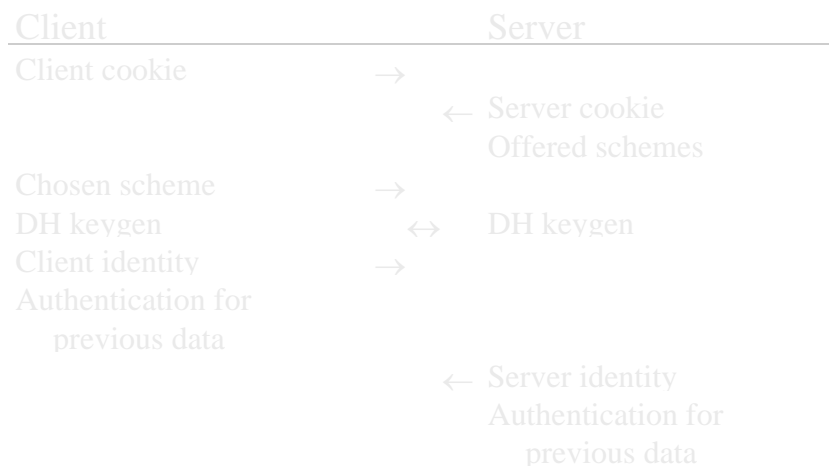 Client Server
Client cookie →
← Server cookie
Offered schemes
Chosen scheme →
DH keygen ↔ DH keygen
Client identity →
Authentication for
previous data
← Server identity
Authentication for
previous data